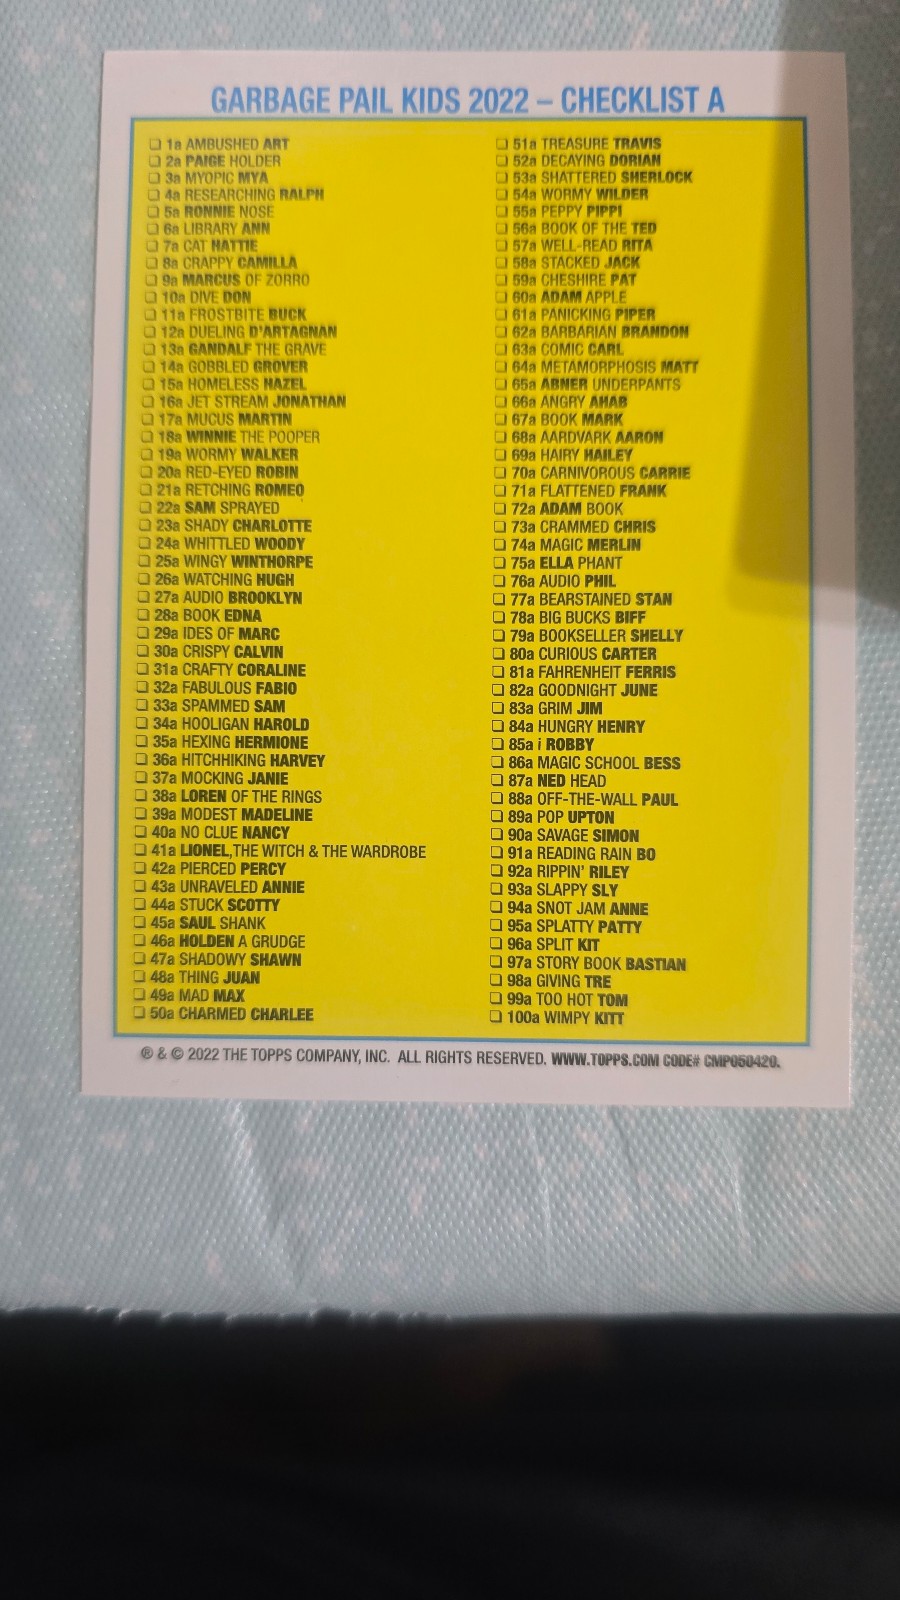 GARBAGE PAIL KIDS 2022 – CHECKLIST A
❏ 1a AMBUSHED ART
❏ 2a PAIGE HOLDER
❏ 3a MYOPIC MYA
❏ 4a RESEARCHING RALPH
❏ 5a RONNIE NOSE
❏ 6a LIBRARY ANN
❏ 7a CAT HATTIE
❏ 8a CRAPPY CAMILLA
❏ 9a MARCUS OF ZORRO
❏ 10a DIVE DON
❏ 11a FROSTBITE BUCK
❏ 12a DUELING D'ARTAGNAN
❏ 13a GANDALF THE GRAVE
❏ 14a GOBBLED GROVER
❏ 15a HOMELESS HAZEL
❏ 16a JET STREAM JONATHAN
❏ 17a MUCUS MARTIN
❏ 18a WINNIE THE POOPER
❏ 19a WORMY WALKER
❏ 20a RED-EYED ROBIN
❏ 21a RETCHING ROMEO
❏ 22a SAM SPRAYED
❏ 23a SHADY CHARLOTTE
❏ 24a WHITTLED WOODY
❏ 25a WINGY WINTHORPE
❏ 26a WATCHING HUGH
❏ 27a AUDIO BROOKLYN
❏ 28a BOOK EDNA
❏ 29a IDES OF MARC
❏ 30a CRISPY CALVIN
❏ 31a CRAFTY CORALINE
❏ 32a FABULOUS FABIO
❏ 33a SPAMMED SAM
❏ 34a HOOLIGAN HAROLD
❏ 35a HEXING HERMIONE
❏ 36a HITCHHIKING HARVEY
❏ 37a MOCKING JANIE
❏ 38a LOREN OF THE RINGS
❏ 39a MODEST MADELINE
❏ 40a NO CLUE NANCY
❏ 41a LIONEL,THE WITCH & THE WARDROBE
❏ 42a PIERCED PERCY
❏ 43a UNRAVELED ANNIE
❏ 44a STUCK SCOTTY
❏ 45a SAUL SHANK
❏ 46a HOLDEN A GRUDGE
❏ 47a SHADOWY SHAWN
❏ 48a THING JUAN
❏ 49a MAD MAX
❏ 50a CHARMED CHARLEE
❏ 51a TREASURE TRAVIS
❏ 52a DECAYING DORIAN
❏ 53a SHATTERED SHERLOCK
❏ 54a WORMY WILDER
❏ 55a PEPPY PIPPI
❏ 56a BOOK OF THE TED
❏ 57a WELL-READ RITA
❏ 58a STACKED JACK
❏ 59a CHESHIRE PAT
❏ 60a ADAM APPLE
❏ 61a PANICKING PIPER
❏ 62a BARBARIAN BRANDON
❏ 63a COMIC CARL
❏ 64a METAMORPHOSIS MATT
❏ 65a ABNER UNDERPANTS
❏ 66a ANGRY AHAB
❏ 67a BOOK MARK
❏ 68a AARDVARK AARON
❏ 69a HAIRY HAILEY
❏ 70a CARNIVOROUS CARRIE
❏ 71a FLATTENED FRANK
❏ 72a ADAM BOOK
❏ 73a CRAMMED CHRIS
❏ 74a MAGIC MERLIN
❏ 75a ELLA PHANT
❏ 76a AUDIO PHIL
❏ 77a BEARSTAINED STAN
❏ 78a BIG BUCKS BIFF
❏ 79a BOOKSELLER SHELLY
❏ 80a CURIOUS CARTER
❏ 81a FAHRENHEIT FERRIS
❏ 82a GOODNIGHT JUNE
❏ 83a GRIM JIM
❏ 84a HUNGRY HENRY
❏ 85a i ROBBY
❏ 86a MAGIC SCHOOL BESS
❏ 87a NED HEAD
❏ 88a OFF-THE-WALL PAUL
❏ 89a POP UPTON
❏ 90a SAVAGE SIMON
❏ 91a READING RAIN BO
❏ 92a RIPPIN' RILEY
❏ 93a SLAPPY SLY
❏ 94a SNOT JAM ANNE
❏ 95a SPLATTY PATTY
❏ 96a SPLIT KIT
❏ 97a STORY BOOK BASTIAN
❏ 98a GIVING TRE
❏ 99a TOO HOT TOM
❏ 100a WIMPY KITT
® & © 2022 THE TOPPS COMPANY, INC. ALL RIGHTS RESERVED. WWW.TOPPS.COM CODE# CMP050420.